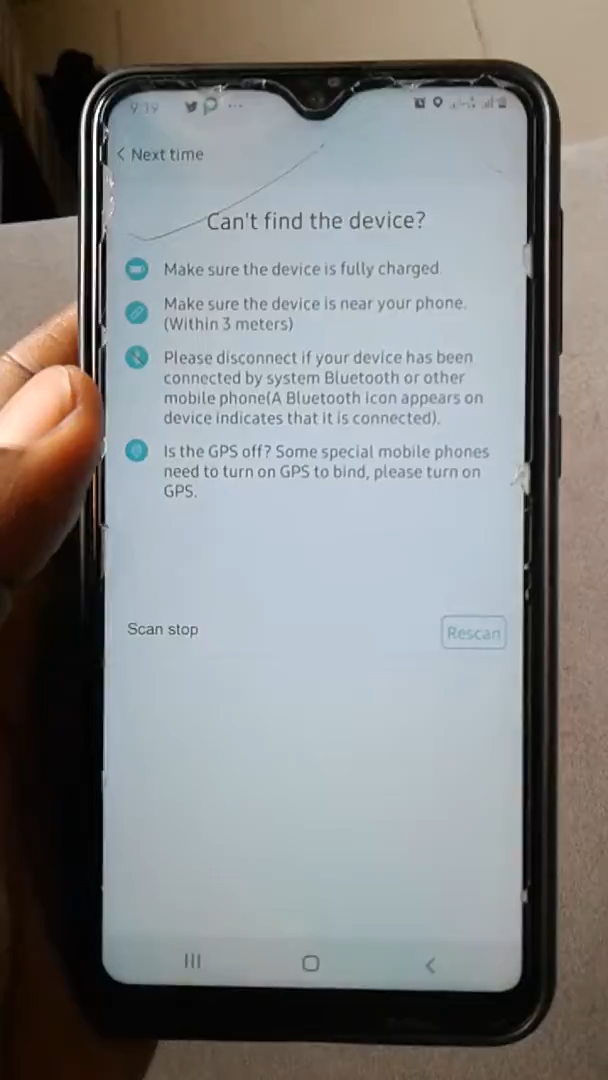 9:19
< Next time
Can't find the device?
Make sure the device is fully charged.
Make sure the device is near your phone.
(Within 3 meters)
Please disconnect if your device has been
connected by system Bluetooth or other
mobile phone(A Bluetooth icon appears on
device indicates that it is connected).
Is the GPS off? Some special mobile phones
need to turn on GPS to bind, please turn on
GPS.
Scan stop
Rescan